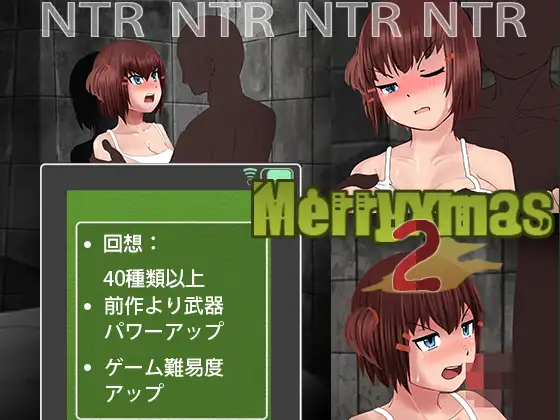 NTR NTR NTR NTR
Merryxmas
2
• 回想：
40種類以上
• 前作より武器
パワーアップ
• ゲーム難易度
アップ